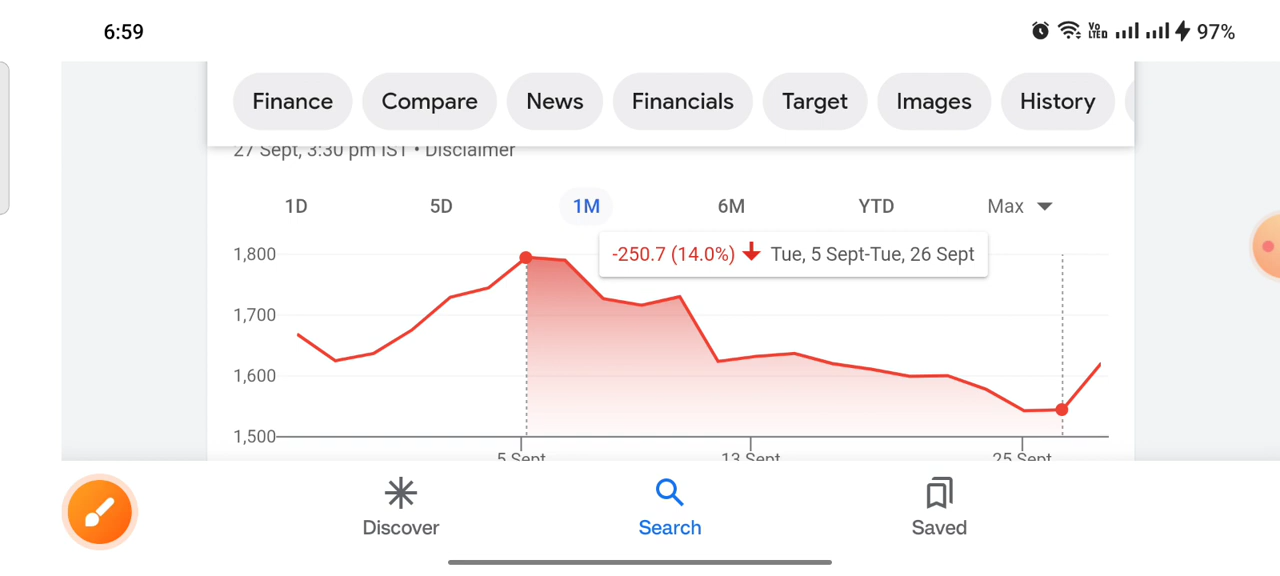 6:59
Vo LTED 97%
Finance Compare News Financials Target Images History
27 Sept, 3:30 pm IST • Disclaimer
1D 5D 1M 6M YTD Max
-250.7 (14.0%) Tue, 5 Sept-Tue, 26 Sept
1,800
1,700
1,600
1,500
5 Sept 13 Sept 25 Sept
Discover Search Saved